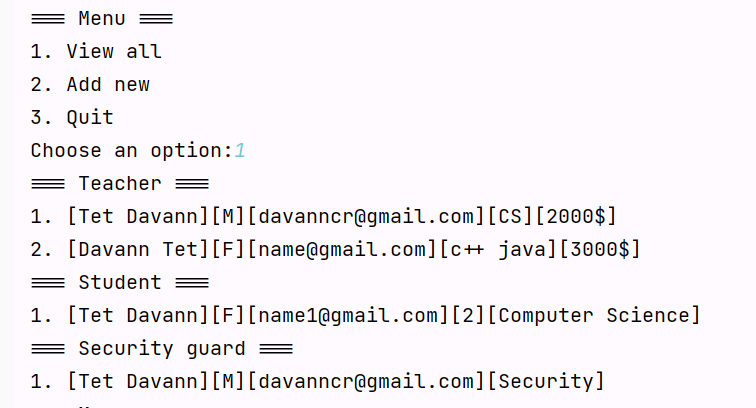 === Menu ===
1. View all
2. Add new
3. Quit
Choose an option:1
=== Teacher ===
1. [Tet Davann][M][davanncr@gmail.com][CS][2000$]
2. [Davann Tet][F][name@gmail.com][c++ java][3000$]
=== Student ===
1. [Tet Davann][F][name1@gmail.com][2][Computer Science]
=== Security guard ===
1. [Tet Davann][M][davanncr@gmail.com][Security]